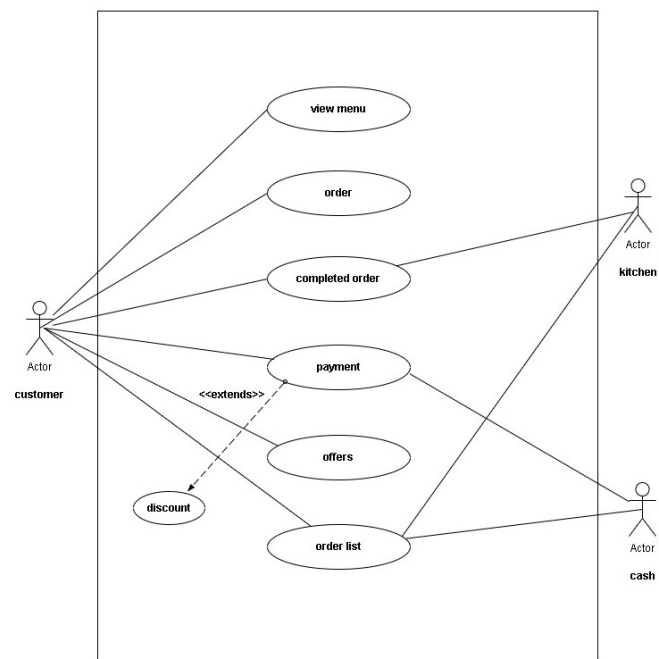 view menu
order
Actor
kitchen
completed order
Actor
customer
payment
<<extends>>
offers
discount
order list
Actor
cash